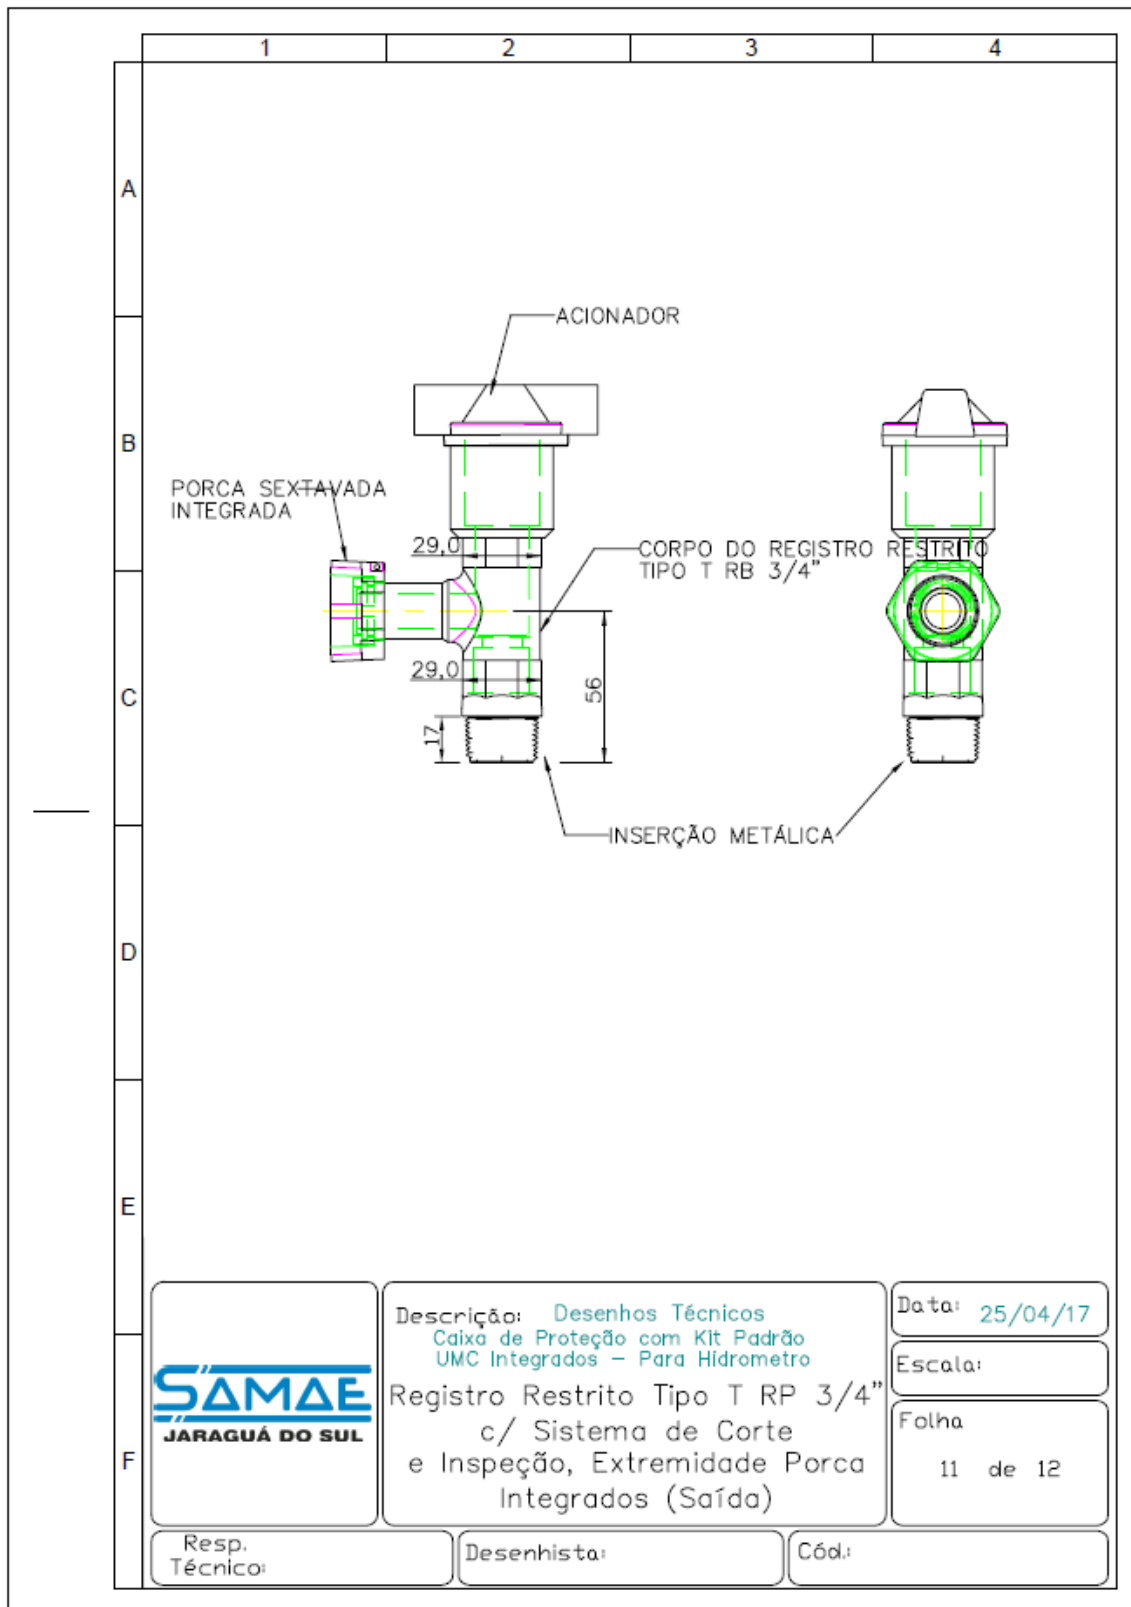 1 2 3 4
A
B
C
D
E
F
ACIONADOR
PORCA SEXTAVADA
INTEGRADA
29,0
CORPO DO REGISTRO RESTRITO
TIPO T RB 3/4"
29,0
56
17
INSERÇÃO METÁLICA
SAMAE
JARAGUÁ DO SUL
Descrição: Desenhos Técnicos
Caixa de Proteção com Kit Padrão
UMC Integrados – Para Hidrometro
Registro Restrito Tipo T RP 3/4"
c/ Sistema de Corte
e Inspeção, Extremidade Porca
Integrados (Saída)
Data: 25/04/17
Escala:
Folha
11 de 12
Resp.
Técnico:
Desenhista:
Cód.: